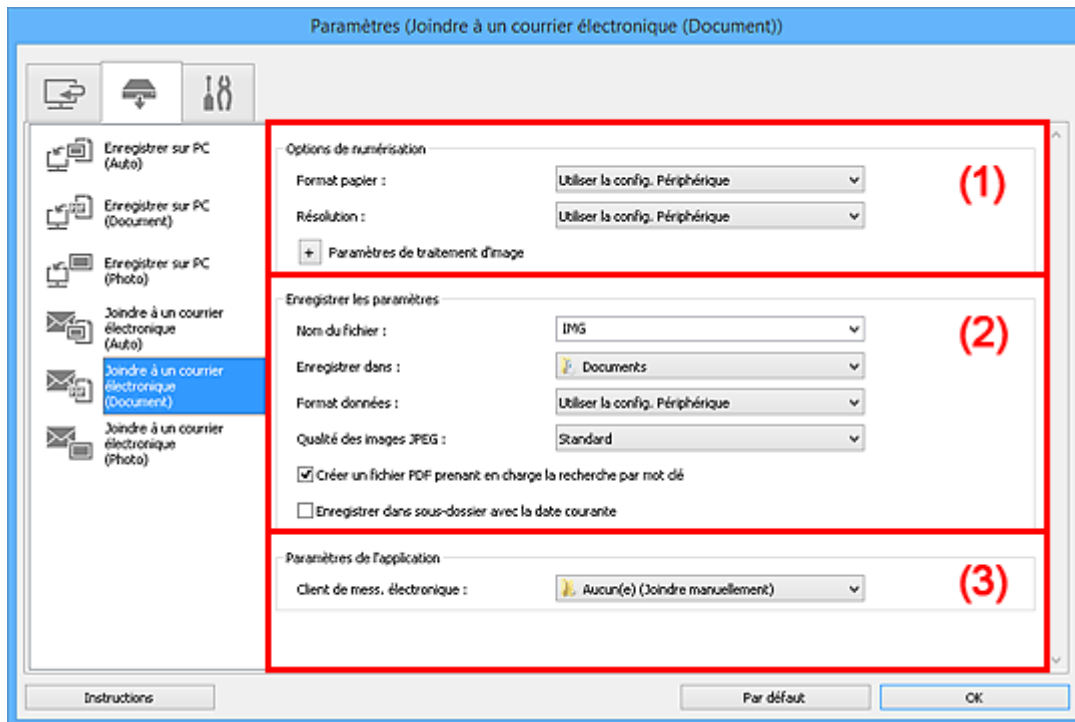 Paramètres (Joindre à un courrier électronique (Document))
Enregistrer sur PC
(Auto)
Enregistrer sur PC
(Document)
Enregistrer sur PC
(Photo)
Joindre à un courrier
électronique
(Auto)
Joindre à un courrier
électronique
(Document)
Joindre à un courrier
électronique
(Photo)
Options de numérisation
(1)
Format papier : Utiliser la config. Périphérique
Résolution : Utiliser la config. Périphérique
+ Paramètres de traitement d'image
Enregistrer les paramètres
(2)
Nom du fichier : IMG
Enregistrer dans : Documents
Format données : Utiliser la config. Périphérique
Qualité des images JPEG : Standard
Créer un fichier PDF prenant en charge la recherche par mot clé
Enregistrer dans sous-dossier avec la date courante
Paramètres de l'application
(3)
Client de mess. électronique : Aucun(e) (Joindre manuellement)
Instructions
Par défaut
OK